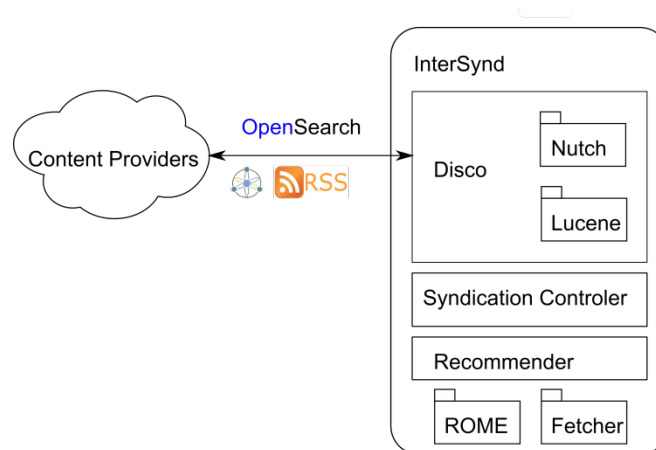 InterSynd
OpenSearch
Content Providers
RSS
Disco
Nutch
Lucene
Syndication Controler
Recommender
ROME
Fetcher